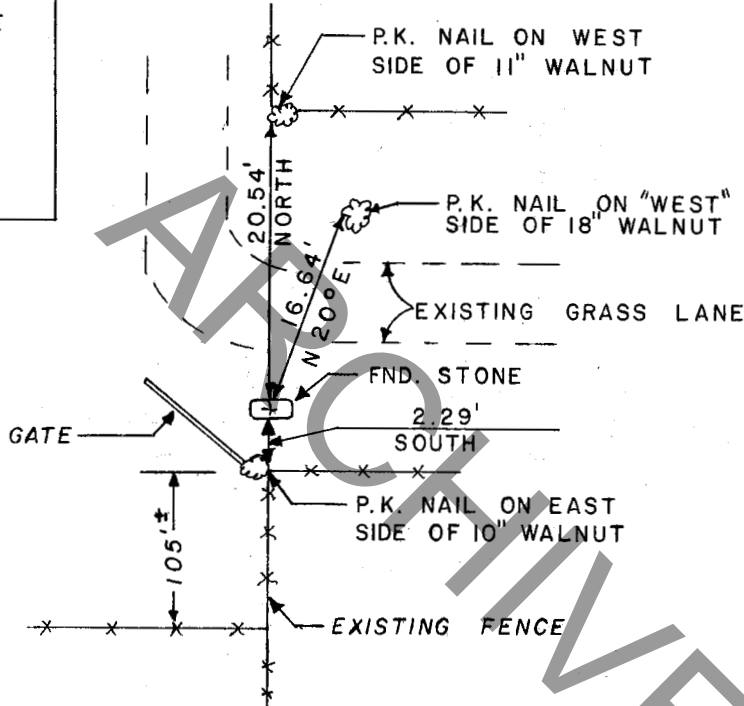 P.K. NAIL ON WEST
SIDE OF 11" WALNUT
20.54'
NORTH
P.K. NAIL ON "WEST"
SIDE OF 18" WALNUT
16.64'
N 20° E
EXISTING GRASS LANE
FND. STONE
GATE
2.29'
SOUTH
P.K. NAIL ON EAST
SIDE OF 10" WALNUT
105'±
EXISTING FENCE
ARCHIVE